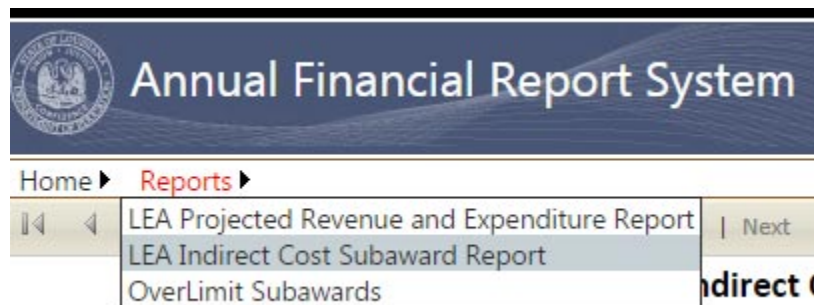 Annual Financial Report System
Home Reports
LEA Projected Revenue and Expenditure Report | Next
LEA Indirect Cost Subaward Report
OverLimit Subawards
ndirect